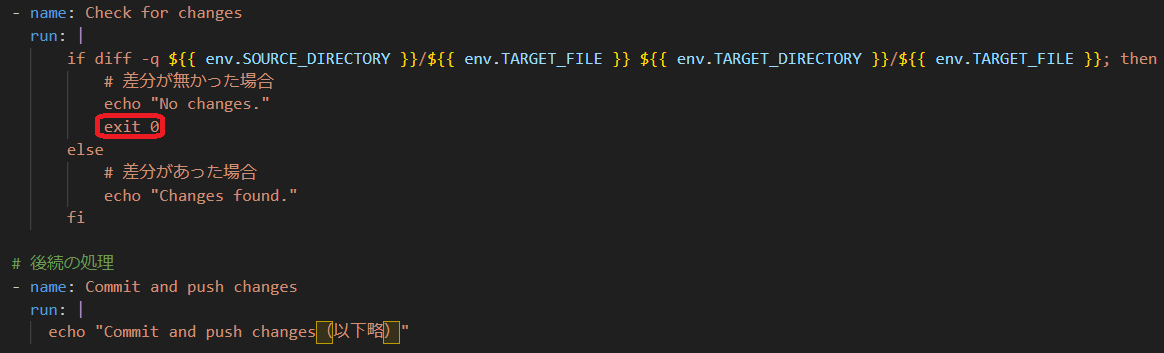 - name: Check for changes
run: |
if diff -q ${{ env.SOURCE_DIRECTORY }}/${{ env.TARGET_FILE }} ${{ env.TARGET_DIRECTORY }}/${{ env.TARGET_FILE }}; then
# 差分が無かった場合
echo "No changes."
exit 0
else
# 差分があった場合
echo "Changes found."
fi
# 後続の処理
- name: Commit and push changes
run: |
echo "Commit and push changes（以下略）"